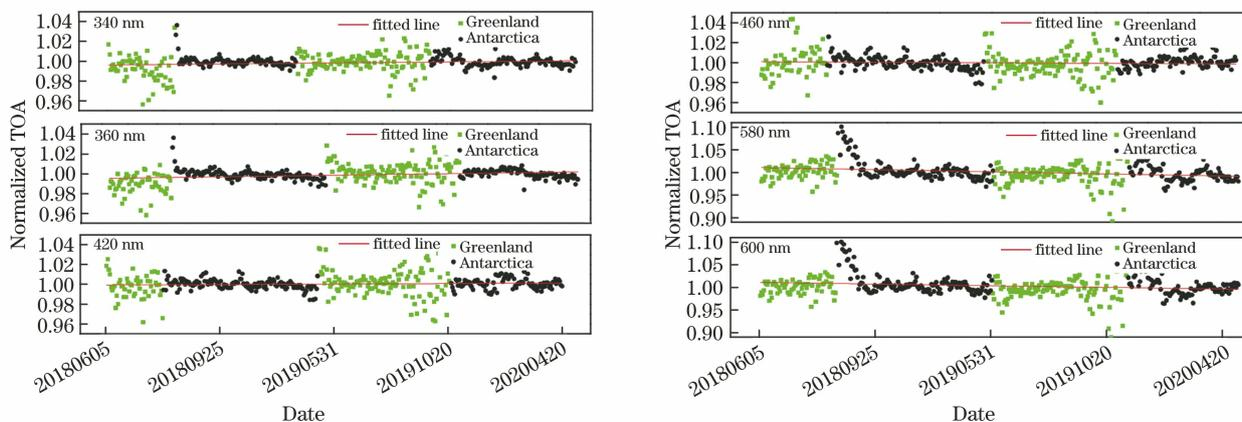 1.04
340 nm
fitted line
Greenland
Antarctica
1.02
1.00
0.98
0.96
1.04
360 nm
fitted line
Greenland
Antarctica
1.02
1.00
0.98
0.96
1.04
420 nm
fitted line
Greenland
Antarctica
1.02
1.00
0.98
0.96
Normalized TOA
20180605
20180925
20190531
20191020
20200420
Date
1.04
460 nm
fitted line
Greenland
Antarctica
1.02
1.00
0.98
0.96
1.10
580 nm
fitted line
Greenland
Antarctica
1.05
1.00
0.95
0.90
1.10
600 nm
fitted line
Greenland
Antarctica
1.05
1.00
0.95
0.90
Normalized TOA
20180605
20180925
20190531
20191020
20200420
Date